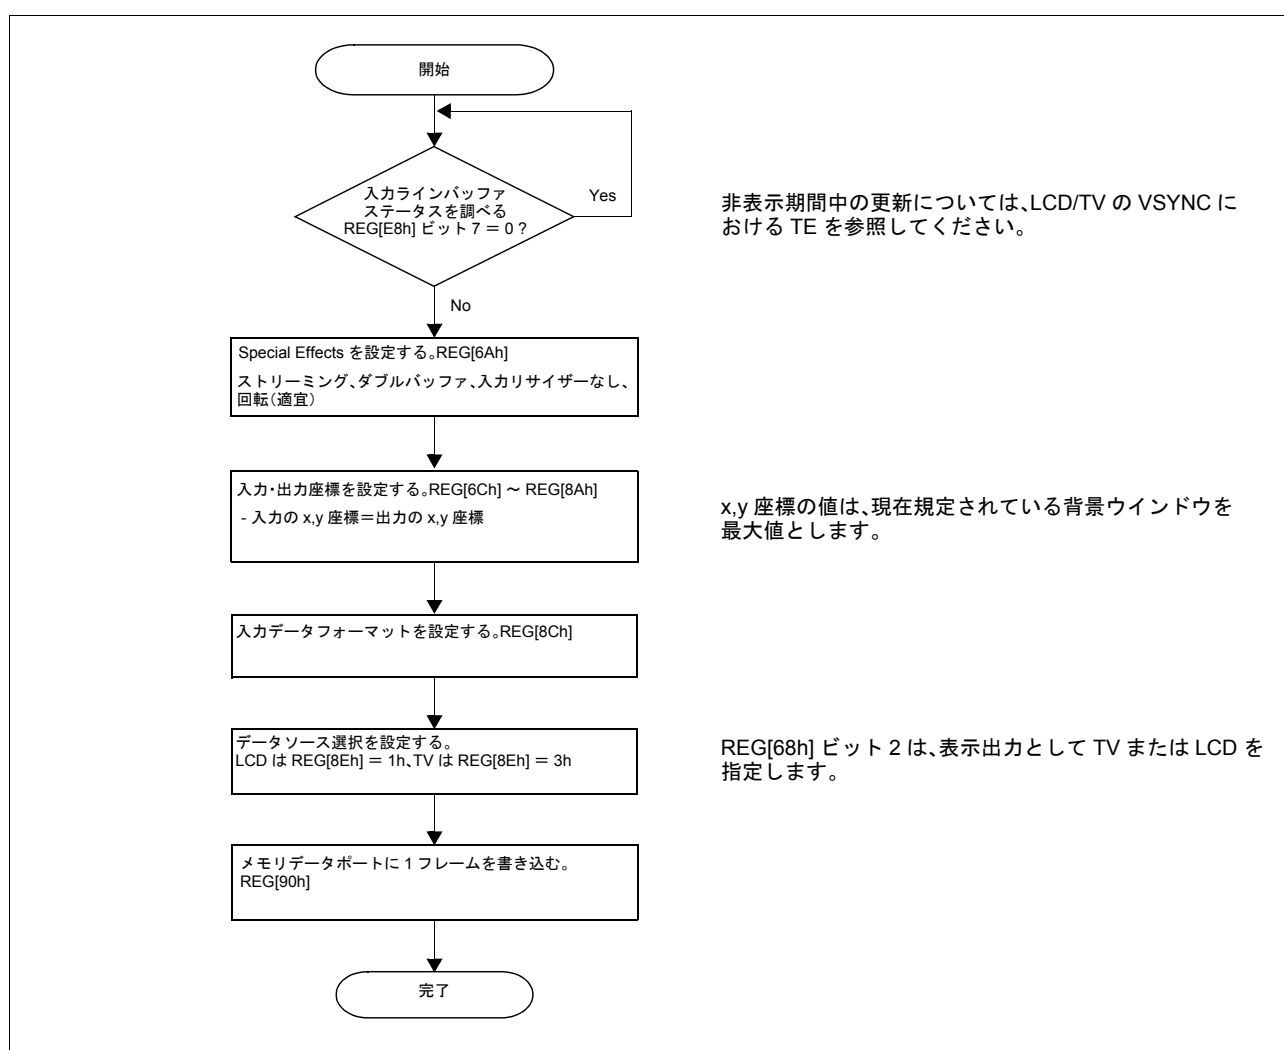 開始
入力ラインバッファ
ステータスを調べる
REG[E8h] ビット 7 = 0 ?
Yes
非表示期間中の更新については、LCD/TV の VSYNC に
おける TE を参照してください。
No
Special Effects を設定する。REG[6Ah]
ストリーミング、ダブルバッファ、入力リサイザーなし、
回転(適宜)
入力・出力座標を設定する。REG[6Ch] ~ REG[8Ah]
- 入力の x,y 座標=出力の x,y 座標
x,y 座標の値は、現在規定されている背景ウインドウを
最大値とします。
入力データフォーマットを設定する。REG[8Ch]
データソース選択を設定する。
LCD は REG[8Eh] = 1h、TV は REG[8Eh] = 3h
REG[68h] ビット 2 は、表示出力として TV または LCD を
指定します。
メモリデータポートに 1 フレームを書き込む。
REG[90h]
完了